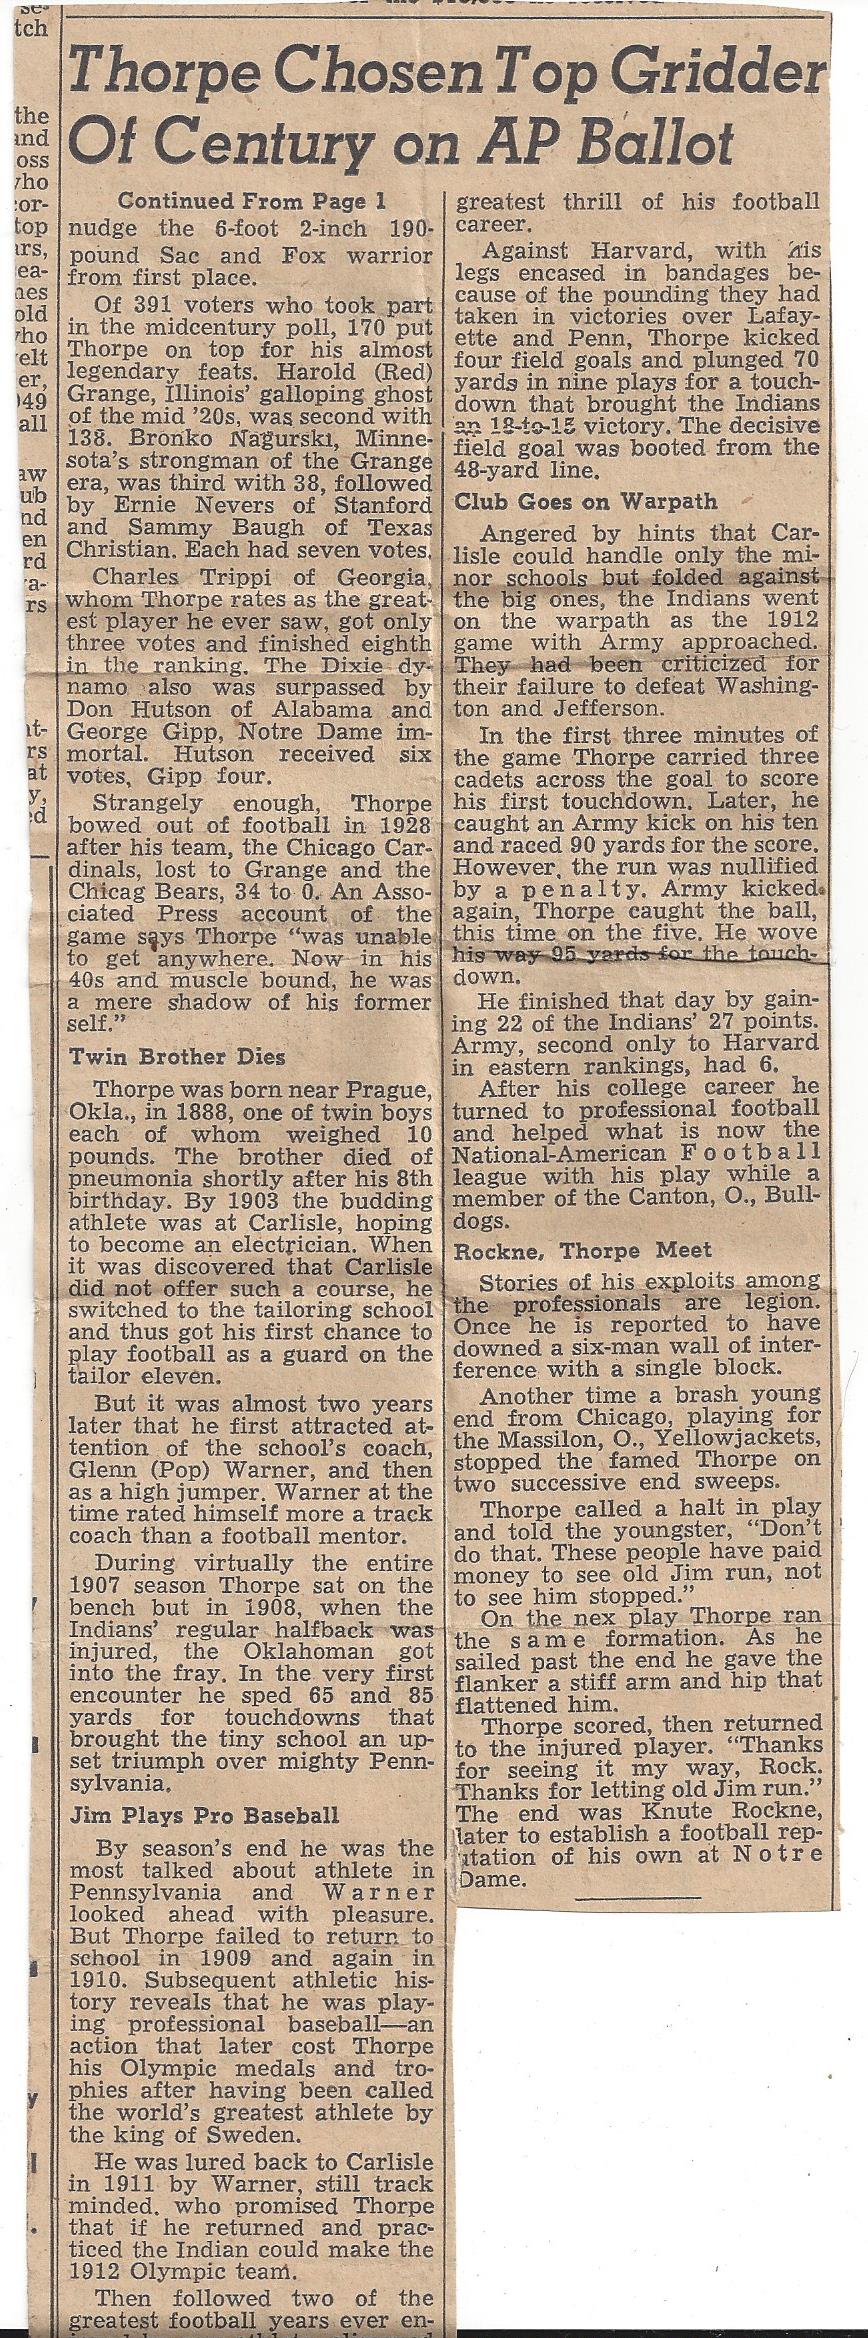 se-
tch
the
and
oss
who
cor-
top
ars,
ea-
nes
old
who
elt
er,
949
all
aw
ub
nd
en
rd
a-
rs
at-
rs
at
y,
ed
Thorpe Chosen Top Gridder
Of Century on AP Ballot
Continued From Page 1
nudge the 6-foot 2-inch 190-
pound Sac and Fox warrior
from first place.
Of 391 voters who took part
in the midcentury poll, 170 put
Thorpe on top for his almost
legendary feats. Harold (Red)
Grange, Illinois' galloping ghost
of the mid '20s, was second with
138. Bronko Nagurski, Minne-
sota's strongman of the Grange
era, was third with 38, followed
by Ernie Nevers of Stanford
and Sammy Baugh of Texas
Christian. Each had seven votes.
Charles Trippi of Georgia,
whom Thorpe rates as the great-
est player he ever saw, got only
three votes and finished eighth
in the ranking. The Dixie dy-
namo also was surpassed by
Don Hutson of Alabama and
George Gipp, Notre Dame im-
mortal. Hutson received six
votes, Gipp four.
Strangely enough, Thorpe
bowed out of football in 1928
after his team, the Chicago Car-
dinals, lost to Grange and the
Chicag Bears, 34 to 0. An Asso-
ciated Press account of the
game says Thorpe "was unable
to get anywhere. Now in his
40s and muscle bound, he was
a mere shadow of his former
self."
Twin Brother Dies
Thorpe was born near Prague,
Okla., in 1888, one of twin boys
each of whom weighed 10
pounds. The brother died of
pneumonia shortly after his 8th
birthday. By 1903 the budding
athlete was at Carlisle, hoping
to become an electrician. When
it was discovered that Carlisle
did not offer such a course, he
switched to the tailoring school
and thus got his first chance to
play football as a guard on the
tailor eleven.
But it was almost two years
later that he first attracted at-
tention of the school's coach,
Glenn (Pop) Warner, and then
as a high jumper. Warner at the
time rated himself more a track
coach than a football mentor.
During virtually the entire
1907 season Thorpe sat on the
bench but in 1908, when the
Indians' regular halfback was
injured, the Oklahoman got
into the fray. In the very first
encounter he sped 65 and 85
yards for touchdowns that
brought the tiny school an up-
set triumph over mighty Penn-
sylvania.
Jim Plays Pro Baseball
By season's end he was the
most talked about athlete in
Pennsylvania and Warner
looked ahead with pleasure.
But Thorpe failed to return to
school in 1909 and again in
1910. Subsequent athletic his-
tory reveals that he was play-
ing professional baseball—an
action that later cost Thorpe
his Olympic medals and tro-
phies after having been called
the world's greatest athlete by
the king of Sweden.
He was lured back to Carlisle
in 1911 by Warner, still track
minded, who promised Thorpe
that if he returned and prac-
ticed the Indian could make the
1912 Olympic team.
Then followed two of the
greatest football years ever en-
greatest thrill of his football
career.
Against Harvard, with his
legs encased in bandages be-
cause of the pounding they had
taken in victories over Lafay-
ette and Penn, Thorpe kicked
four field goals and plunged 70
yards in nine plays for a touch-
down that brought the Indians
an 18-to-15 victory. The decisive
field goal was booted from the
48-yard line.
Club Goes on Warpath
Angered by hints that Car-
lisle could handle only the mi-
nor schools but folded against
the big ones, the Indians went
on the warpath as the 1912
game with Army approached.
They had been criticized for
their failure to defeat Washing-
ton and Jefferson.
In the first three minutes of
the game Thorpe carried three
cadets across the goal to score
his first touchdown. Later, he
caught an Army kick on his ten
and raced 90 yards for the score.
However, the run was nullified
by a penalty. Army kicked
again, Thorpe caught the ball,
this time on the five. He wove
his way 95 yards for the touch-
down.
He finished that day by gain-
ing 22 of the Indians' 27 points.
Army, second only to Harvard
in eastern rankings, had 6.
After his college career he
turned to professional football
and helped what is now the
National-American Football
league with his play while a
member of the Canton, O., Bull-
dogs.
Rockne, Thorpe Meet
Stories of his exploits among
the professionals are legion.
Once he is reported to have
downed a six-man wall of inter-
ference with a single block.
Another time a brash young
end from Chicago, playing for
the Massilon, O., Yellowjackets,
stopped the famed Thorpe on
two successive end sweeps.
Thorpe called a halt in play
and told the youngster, "Don't
do that. These people have paid
money to see old Jim run, not
to see him stopped."
On the nex play Thorpe ran
the same formation. As he
sailed past the end he gave the
flanker a stiff arm and hip that
flattened him.
Thorpe scored, then returned
to the injured player. "Thanks
for seeing it my way, Rock.
Thanks for letting old Jim run."
The end was Knute Rockne,
later to establish a football rep-
utation of his own at Notre
Dame.